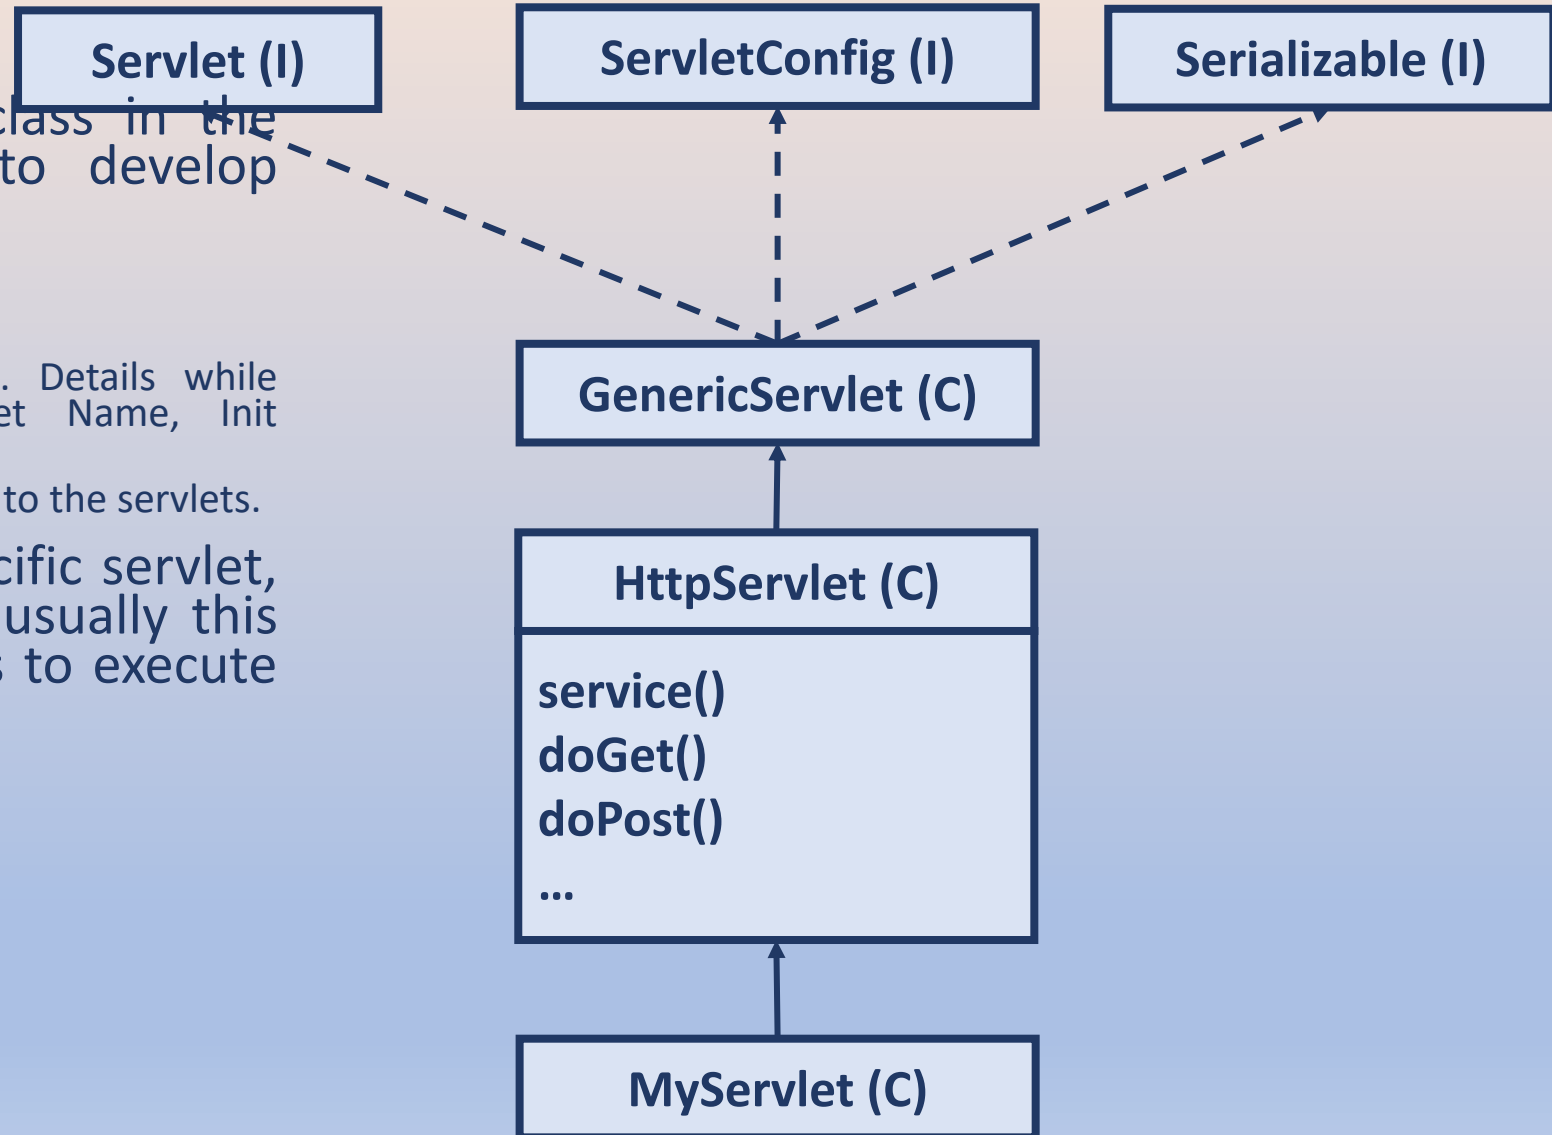 Servlet (I)
ServletConfig (I)
Serializable (I)
class in the
to develop
. Details while
et Name, Init
to the servlets.
cific servlet,
usually this
s to execute
GenericServlet (C)
HttpServlet (C)
service()
doGet()
doPost()
...
MyServlet (C)